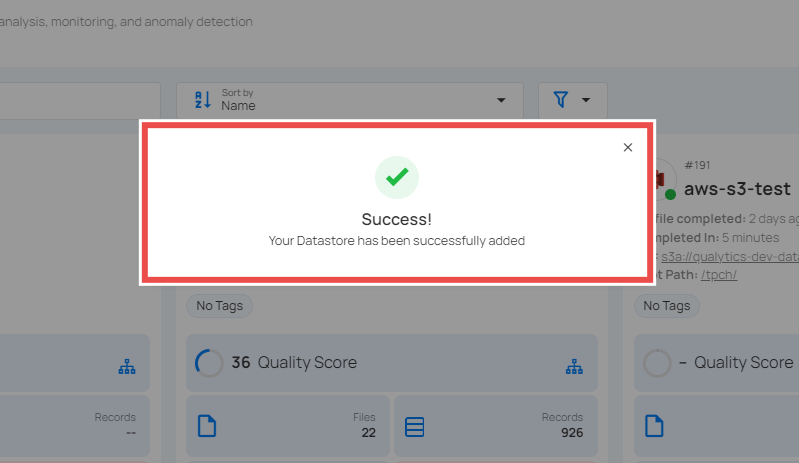 analysis, monitoring, and anomaly detection
Sort by
Name
Success!
Your Datastore has been successfully added
#191
aws-s3-test
file completed: 2 days ag
mpleted In: 5 minutes
: s3a://qualytics-dev-data
t Path: /tpch/
No Tags
No Tags
36 Quality Score
– Quality Score
Records
--
Files
22
Records
926